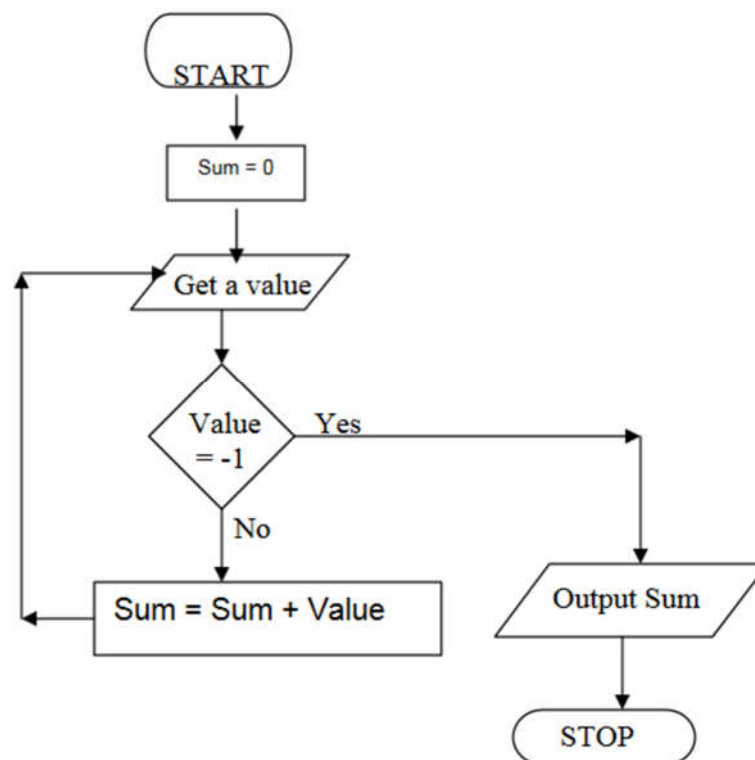 START
Sum = 0
Get a value
Value
= -1
Yes
No
Sum = Sum + Value
Output Sum
STOP